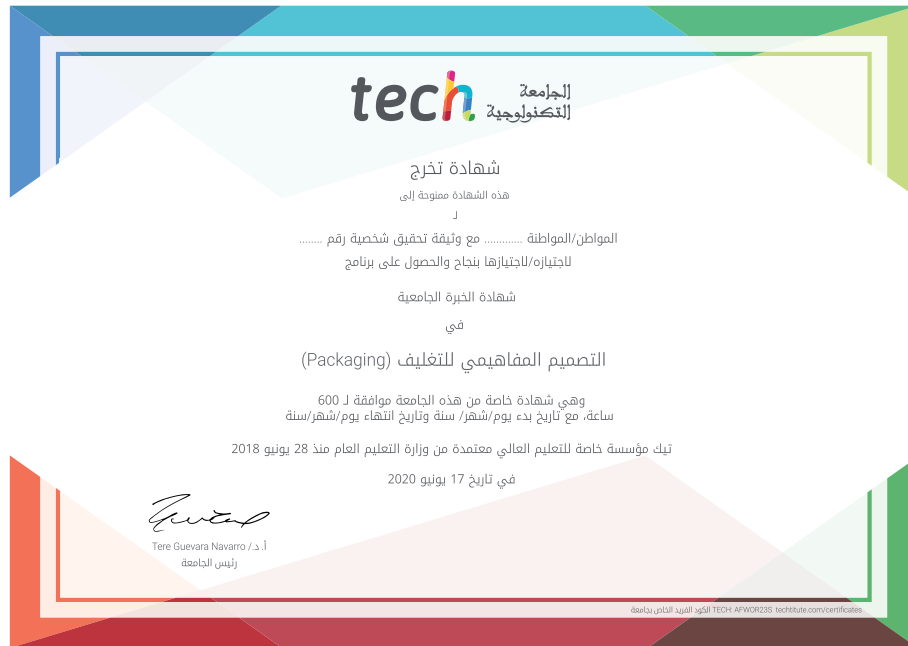 tech الجامعة
التكنولوجية
شهادة تخرج
هذه الشهادة ممنوحة إلى
لـ
المواطن/المواطنة ............ مع وثيقة تحقيق شخصية رقم ........
لاجتيازه/لاجتيازها بنجاح والحصول على برنامج
شهادة الخبرة الجامعية
في
التصميم المفاهيمي للتغليف (Packaging)
وهي شهادة خاصة من هذه الجامعة موافقة لـ 600
ساعة، مع تاريخ بدء يوم/شهر/ سنة وتاريخ انتهاء يوم/شهر/سنة
تيك مؤسسة خاصة للتعليم العالي معتمدة من وزارة التعليم العام منذ 28 يونيو 2018
في تاريخ 17 يونيو 2020
أ.د./ Tere Guevara Navarro
رئيس الجامعة
الكود الفريد الخاص بجامعة TECH: AFWOR23S techtitute.com/certificates